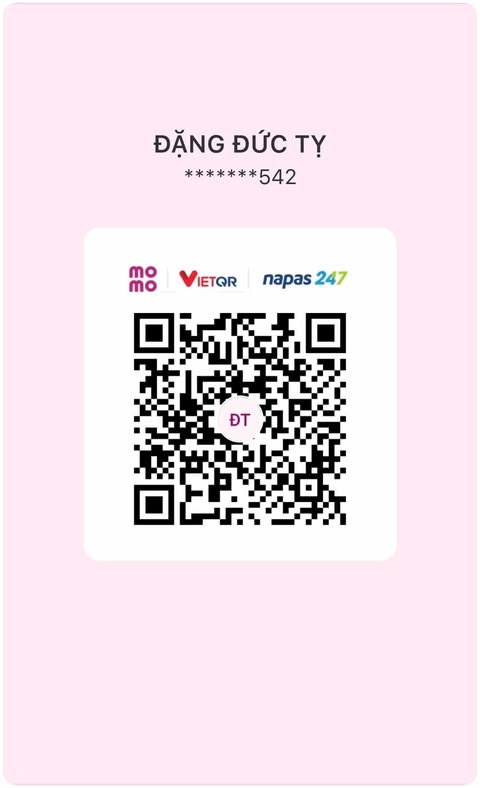 ĐẶNG ĐỨC TỴ
*******542
mo
mo
VIETQR
napas 247
ĐT